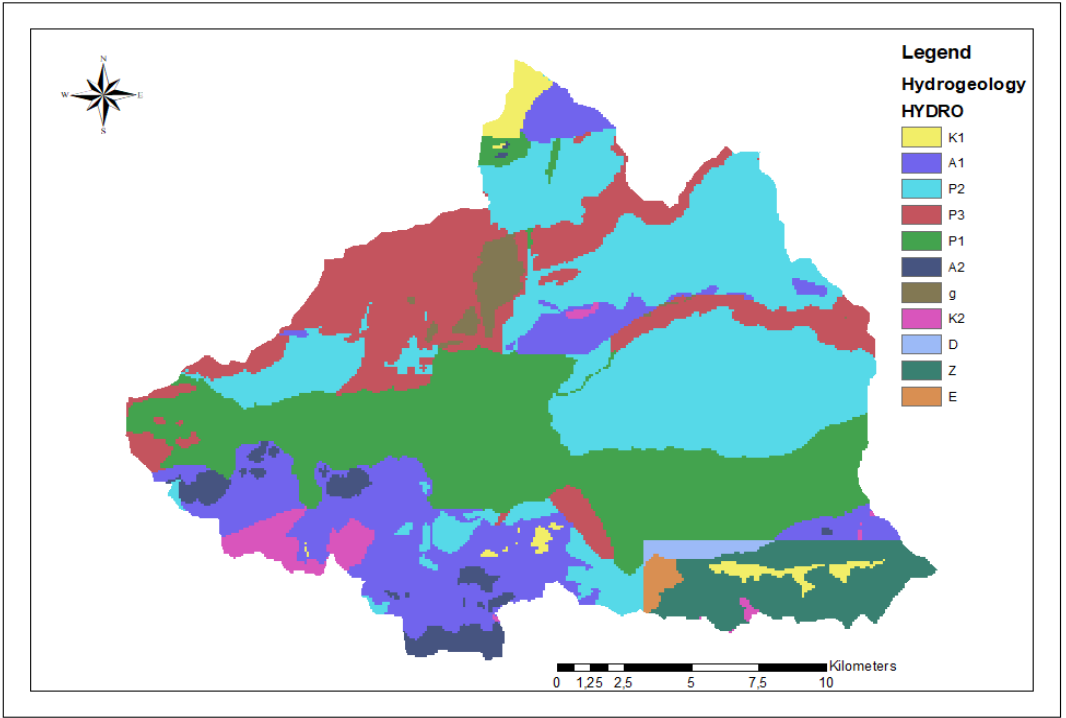 Legend
Hydrogeology
HYDRO
K1
A1
P2
P3
P1
A2
g
K2
D
Z
E
N
W E
S
Kilometers
0 1,25 2,5 5 7,5 10